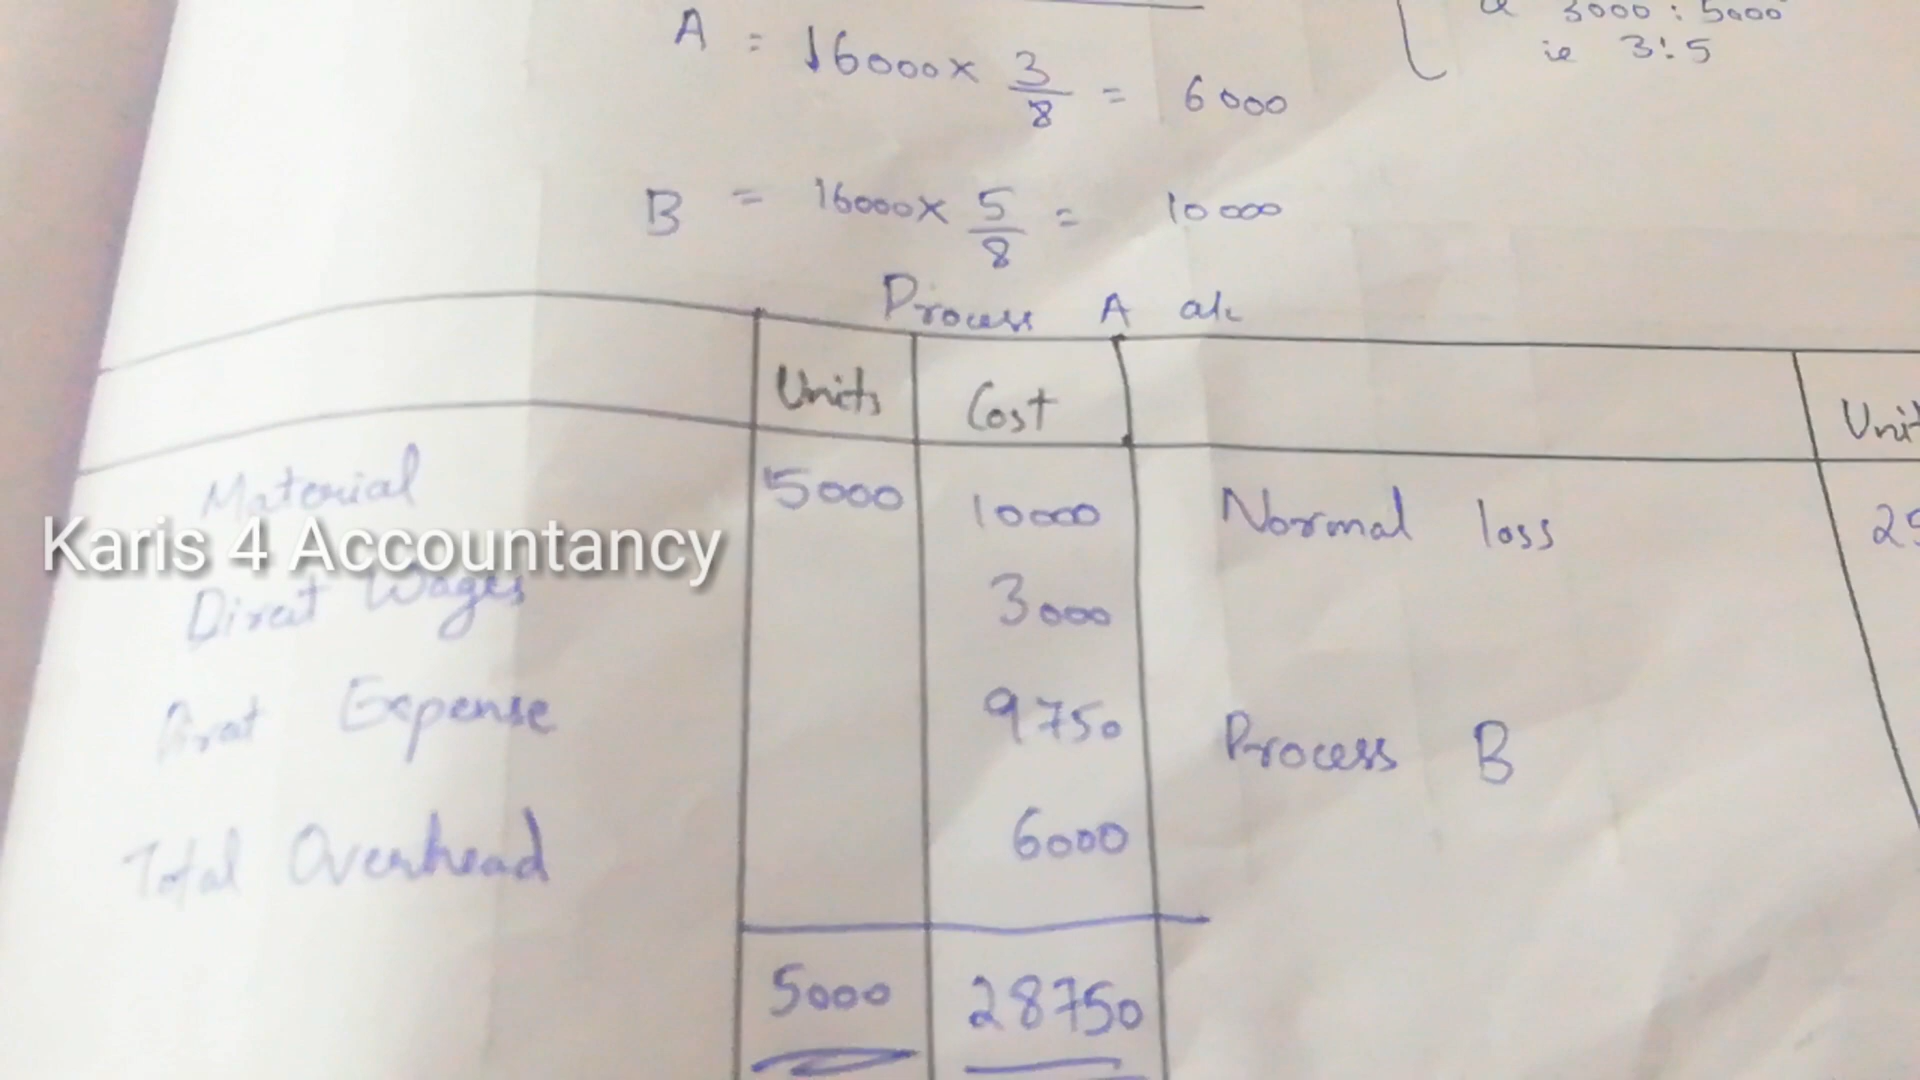 a 3000 : 5000
ie 3:5
A = 16000 × 3/8 = 6000
B = 16000 × 5/8 = 10000
Process A a/c
Units Cost
Material 5000 10000 Normal loss
Karis 4 Accountancy
Direct Wages 3000
Direct Expense 9750 Process B
Total Overhead 6000
5000 28750